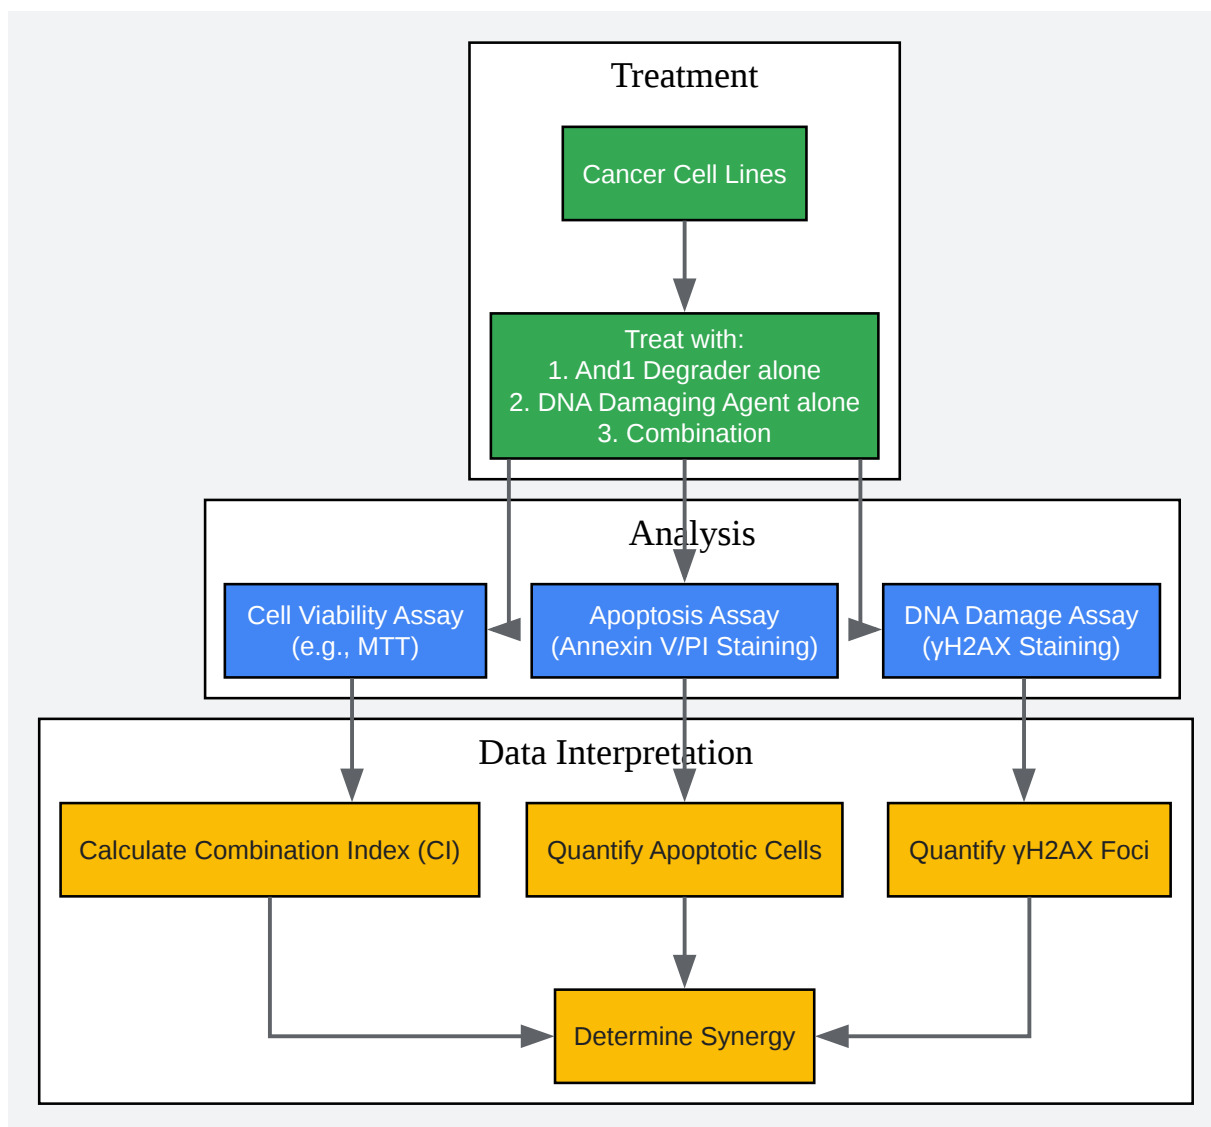 Treatment
Cancer Cell Lines
Treat with:
1. And1 Degrader alone
2. DNA Damaging Agent alone
3. Combination
Analysis
Cell Viability Assay
(e.g., MTT)
Apoptosis Assay
(Annexin V/PI Staining)
DNA Damage Assay
(γH2AX Staining)
Data Interpretation
Calculate Combination Index (CI)
Quantify Apoptotic Cells
Quantify γH2AX Foci
Determine Synergy